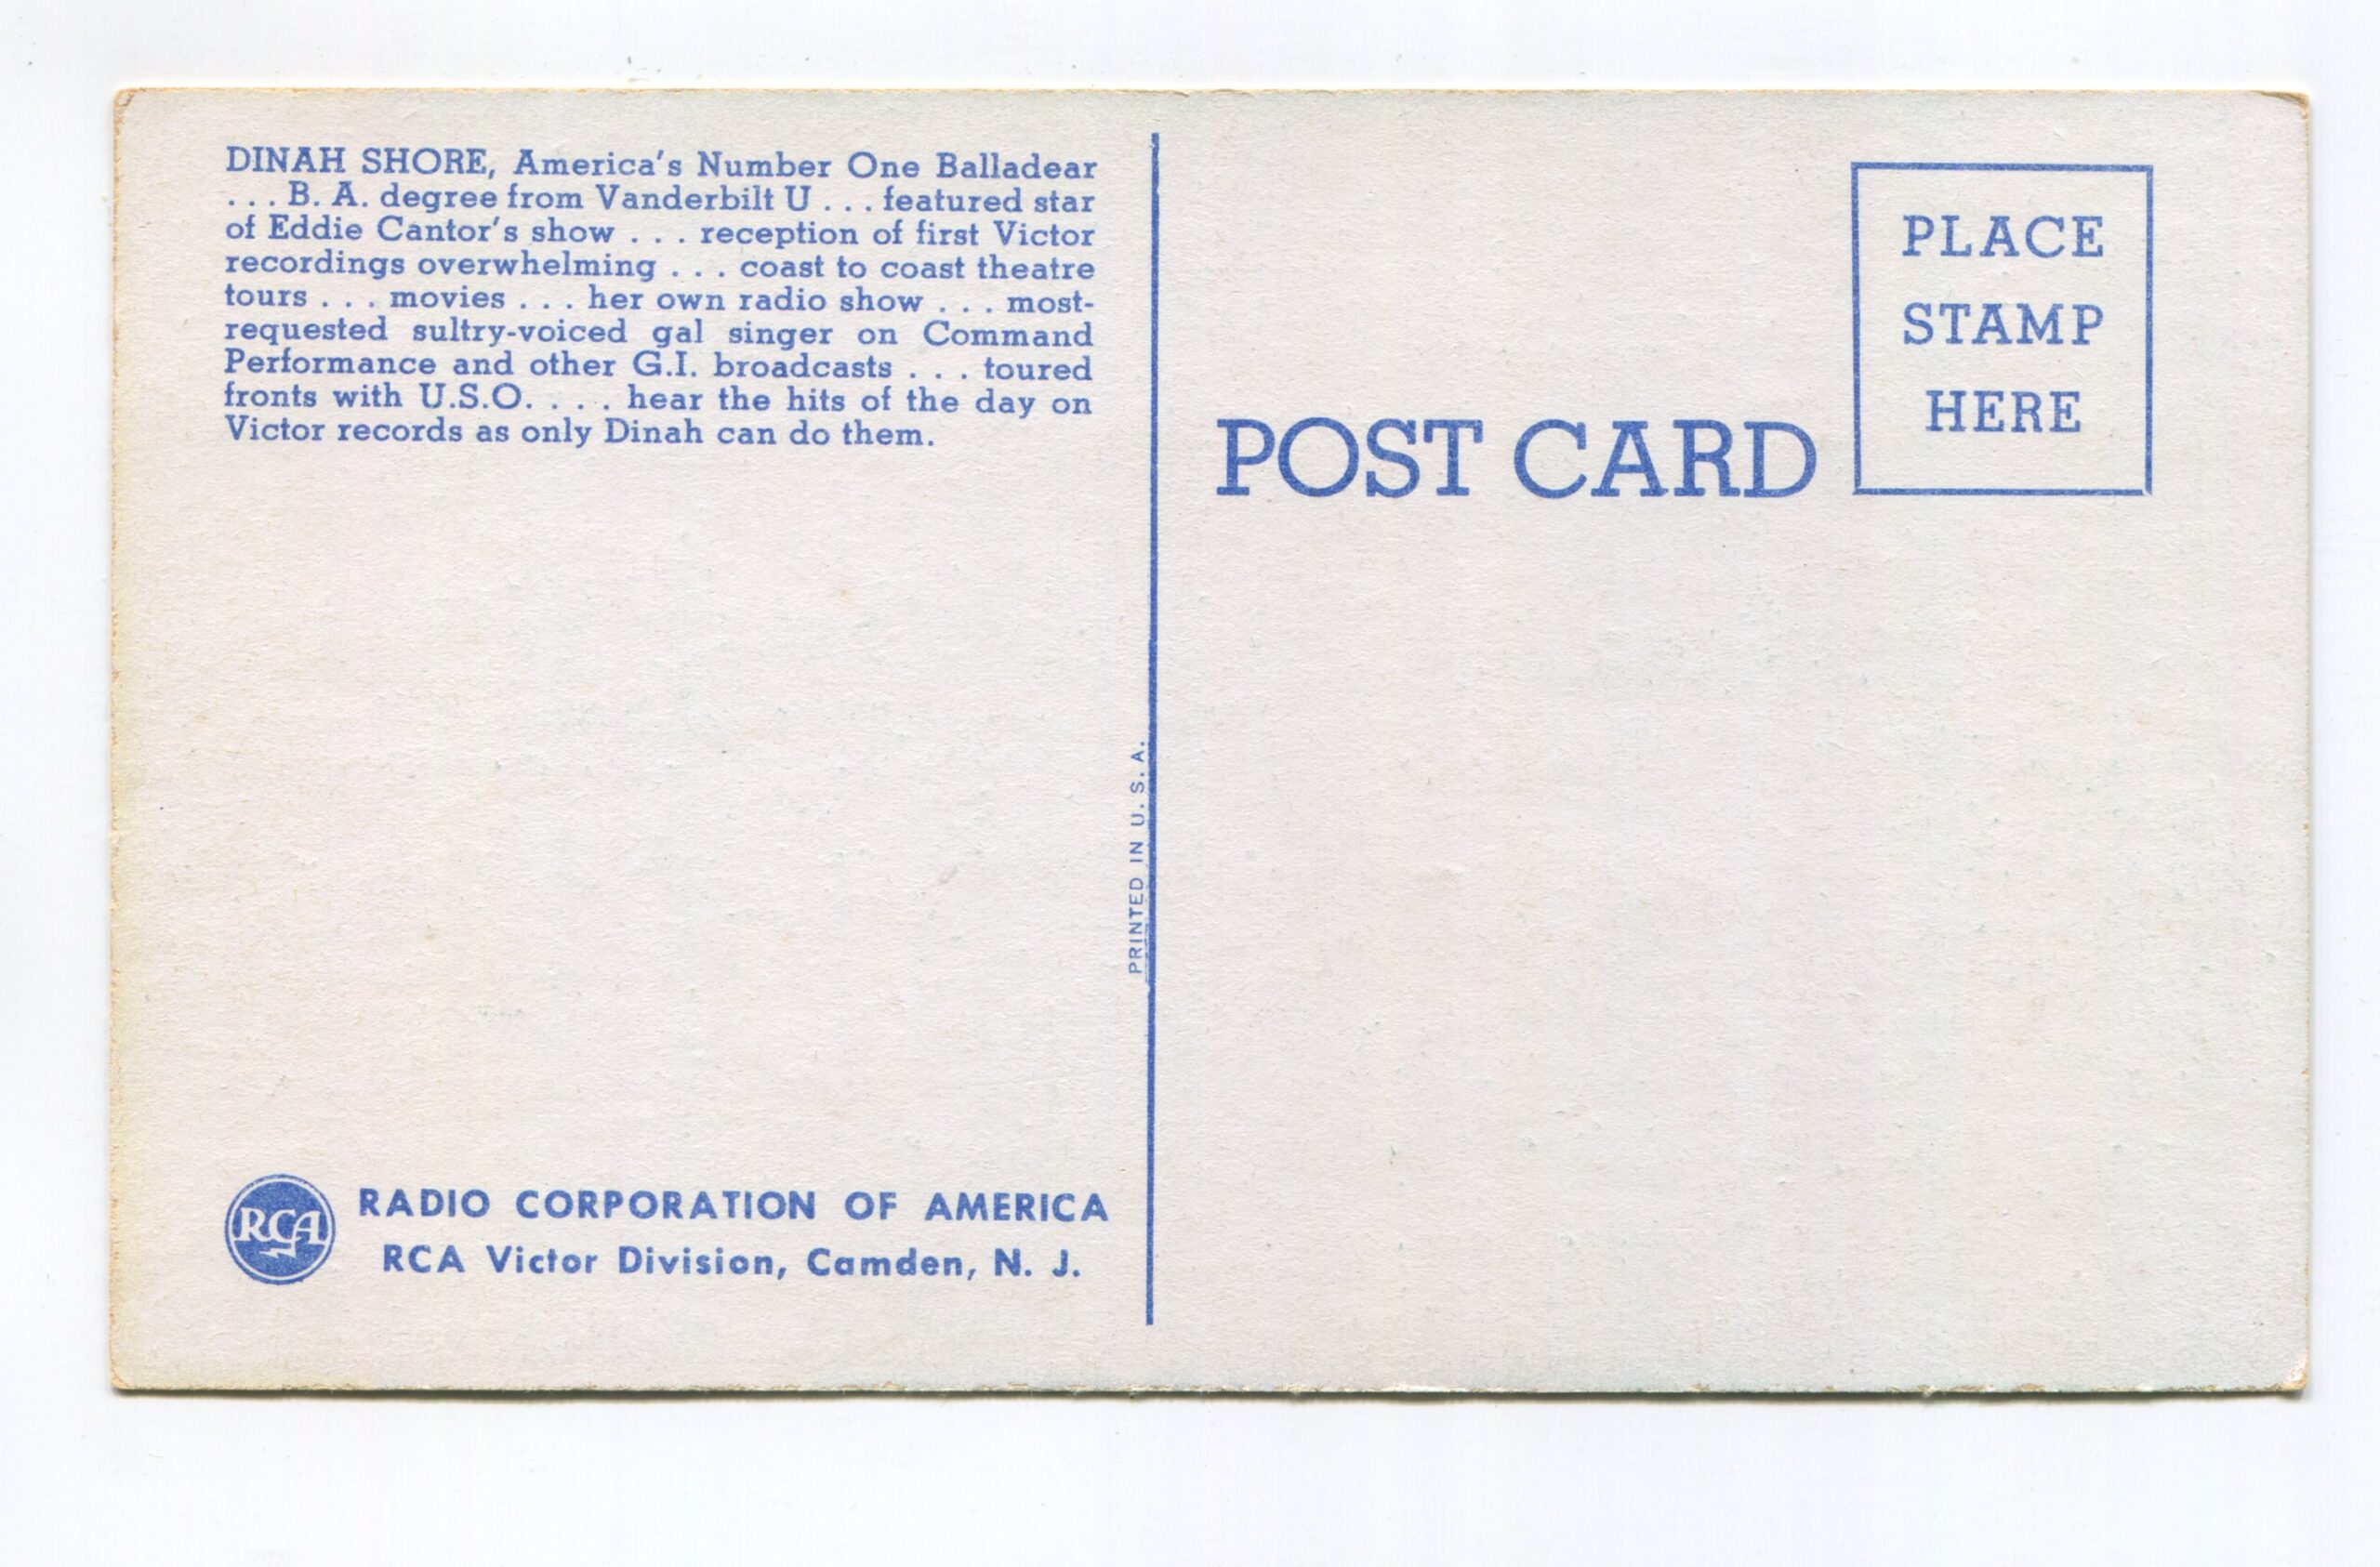 DINAH SHORE, America's Number One Balladear
. . . B. A. degree from Vanderbilt U . . . featured star
of Eddie Cantor's show . . . reception of first Victor
recordings overwhelming . . . coast to coast theatre
tours . . . movies . . . her own radio show . . . most-
requested sultry-voiced gal singer on Command
Performance and other G.I. broadcasts . . . toured
fronts with U.S.O. . . . hear the hits of the day on
Victor records as only Dinah can do them.
RCA
RADIO CORPORATION OF AMERICA
RCA Victor Division, Camden, N. J.
PRINTED IN U. S. A.
POST CARD
PLACE
STAMP
HERE